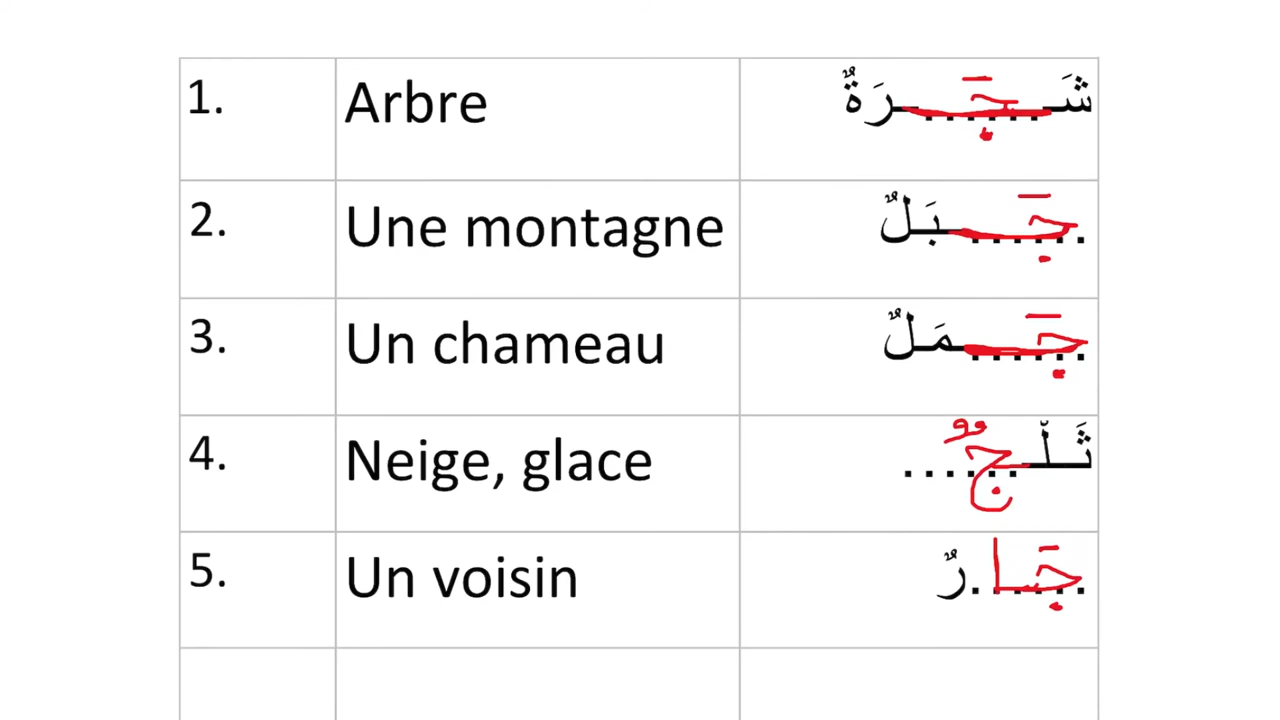 1. Arbre شَجَرَةٌ
2. Une montagne جَبَلٌ
3. Un chameau جَمَلٌ
4. Neige, glace ثَلْجٌ
5. Un voisin جَارٌ